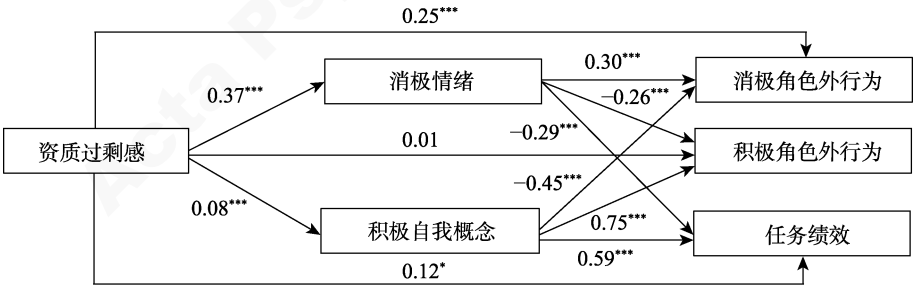 Acta Ps
0.25***
消极情绪
0.30***
消极角色外行为
0.37***
−0.26***
−0.29***
资质过剩感
0.01
积极角色外行为
−0.45***
0.08***
积极自我概念
0.75***
任务绩效
0.59***
0.12*